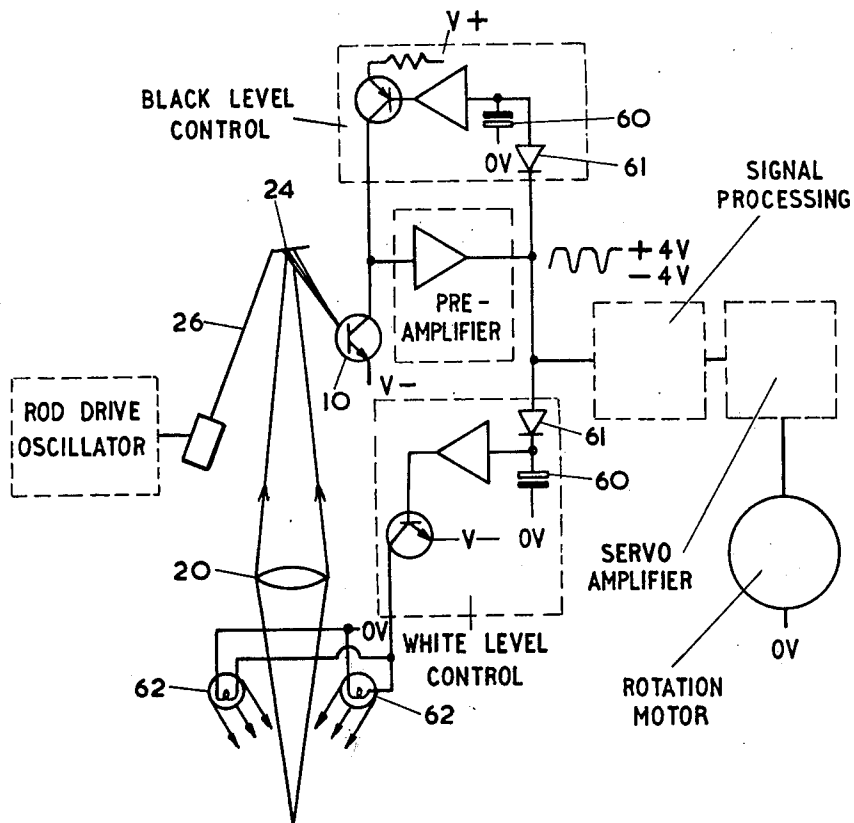 V+
BLACK LEVEL
CONTROL
60
0V
61
SIGNAL
PROCESSING
24
+4V
-4V
PRE-
AMPLIFIER
26
10
V-
ROD DRIVE
OSCILLATOR
61
60
V-
0V
20
SERVO
AMPLIFIER
0V
WHITE LEVEL
CONTROL
0V
62
62
ROTATION
MOTOR